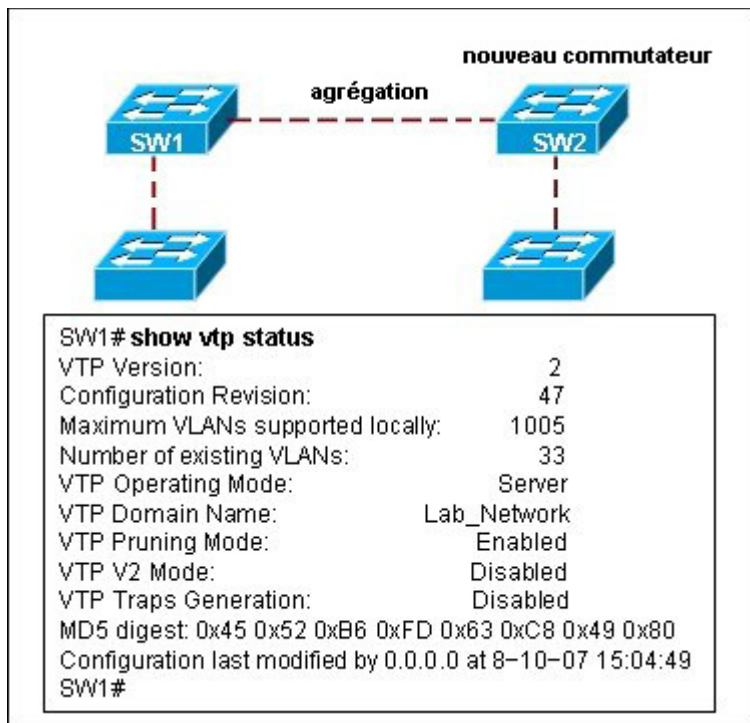 nouveau commutateur
agrégation
SW1
SW2
SW1# show vtp status
VTP Version: 2
Configuration Revision: 47
Maximum VLANs supported locally: 1005
Number of existing VLANs: 33
VTP Operating Mode: Server
VTP Domain Name: Lab_Network
VTP Pruning Mode: Enabled
VTP V2 Mode: Disabled
VTP Traps Generation: Disabled
MD5 digest: 0x45 0x52 0xB6 0xFD 0x63 0xC8 0x49 0x80
Configuration last modified by 0.0.0.0 at 8-10-07 15:04:49
SW1#